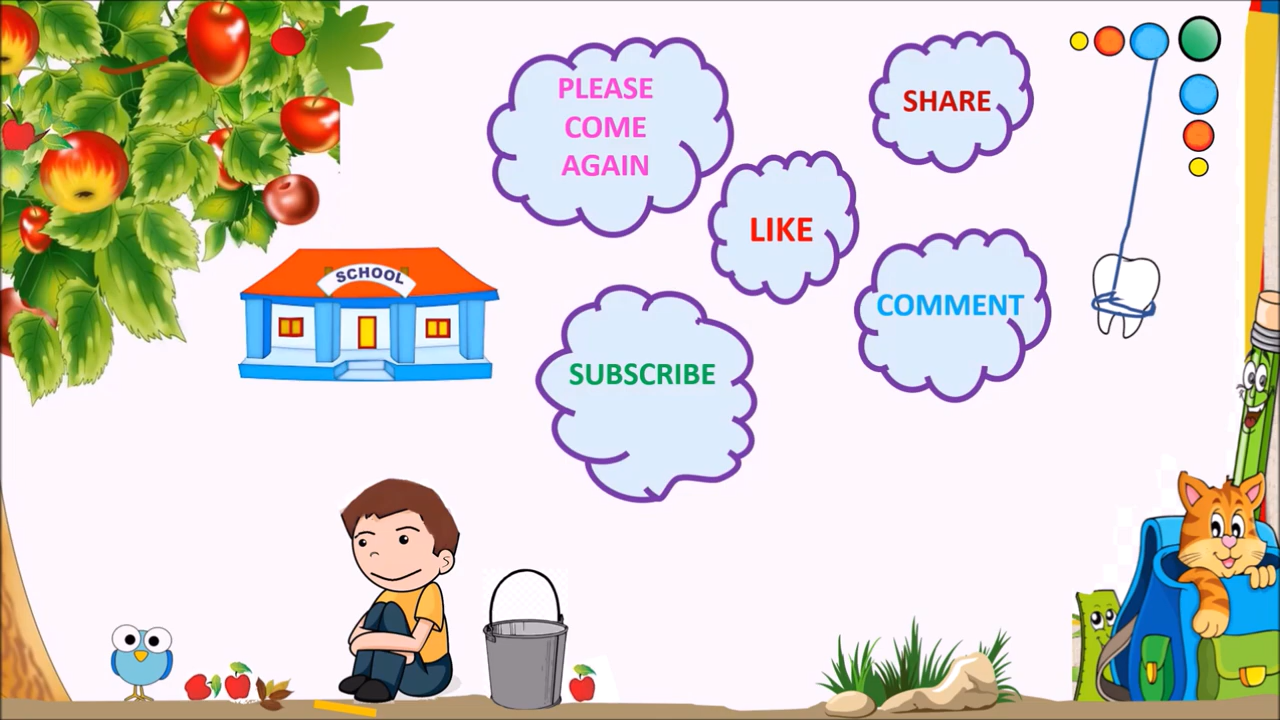 PLEASE
COME
AGAIN
SHARE
LIKE
COMMENT
SCHOOL
SUBSCRIBE